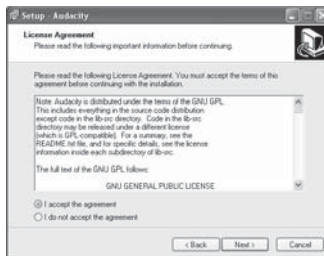 Setup - Audacity
License Agreement
Please read the following important information before continuing.
Please read the following License Agreement. You must accept the terms of this
agreement before continuing with the installation.
Note: Audacity is distributed under the terms of the GNU GPL.
This includes everything in the source code distribution
except code in the lib-src directory. Code in the lib-src
directory may be released under a different license
(which is GPL-compatible). For a summary, see the
README.txt file, and for specific details, see the license
information inside each subdirectory of lib-src.
The full text of the GNU GPL follows:
GNU GENERAL PUBLIC LICENSE
I accept the agreement
I do not accept the agreement
< Back Next > Cancel